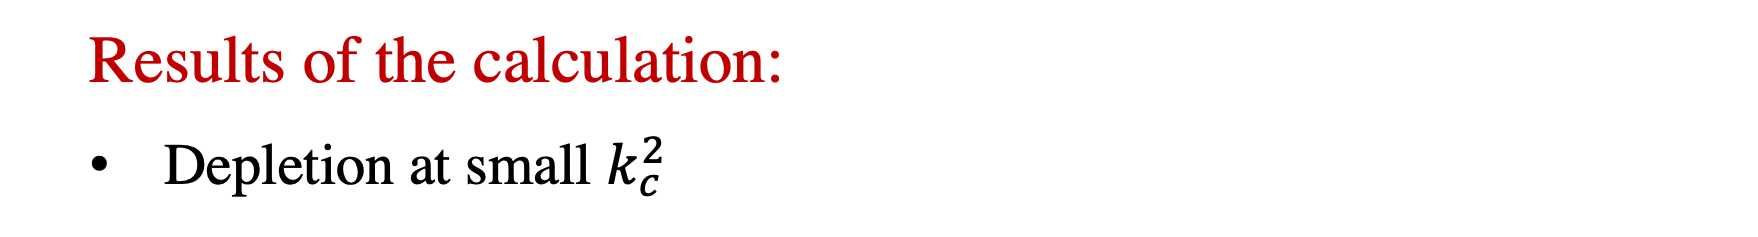 Results of the calculation:
• Depletion at small $k_c^2$